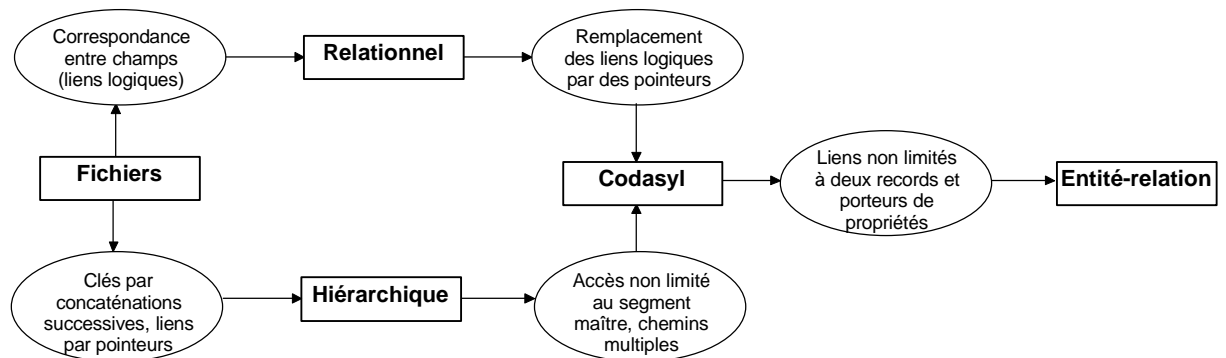 Correspondance
entre champs
(liens logiques)
Relationnel
Remplacement
des liens logiques
par des pointeurs
Fichiers
Codasyl
Liens non limités
à deux records et
porteurs de
propriétés
Entité-relation
Clés par
concaténations
successives, liens
par pointeurs
Hiérarchique
Accès non limité
au segment
maître, chemins
multiples